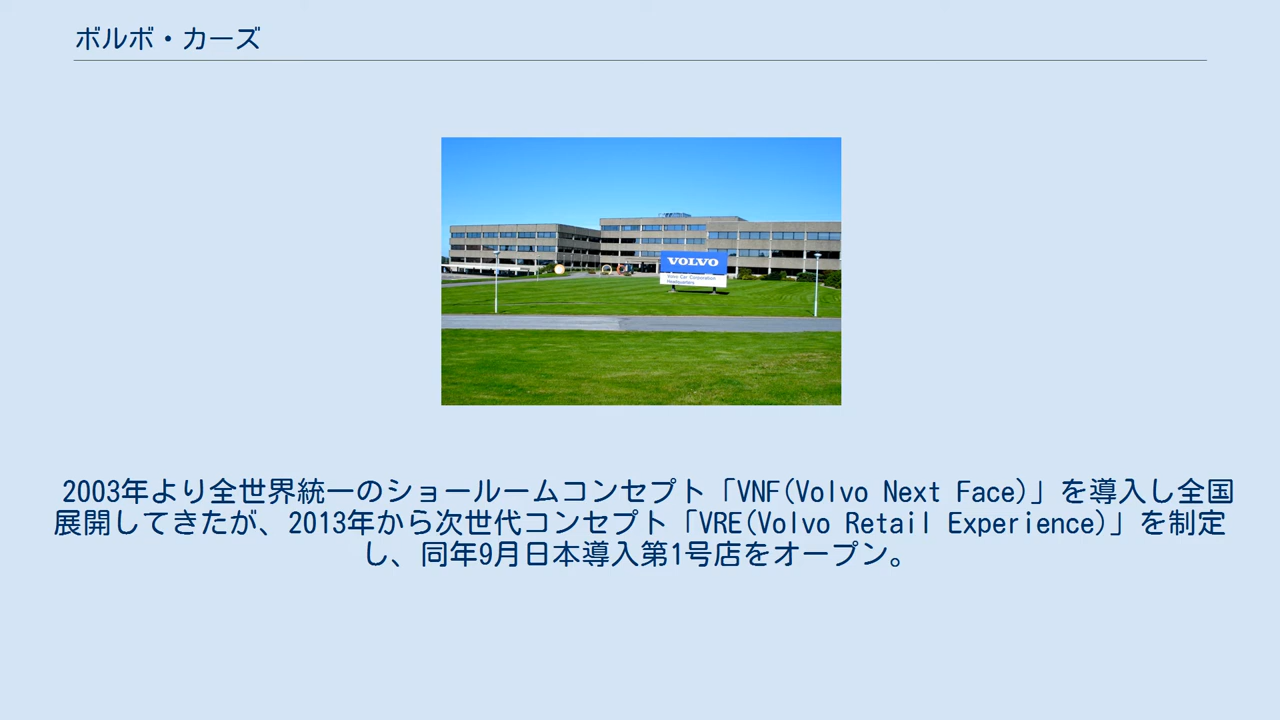 ボルボ・カーズ
VOLVO
Volvo Car Corporation
Headquarters
2003年より全世界統一のショールームコンセプト「VNF(Volvo Next Face)」を導入し全国
展開してきたが、2013年から次世代コンセプト「VRE(Volvo Retail Experience)」を制定
し、同年9月日本導入第1号店をオープン。